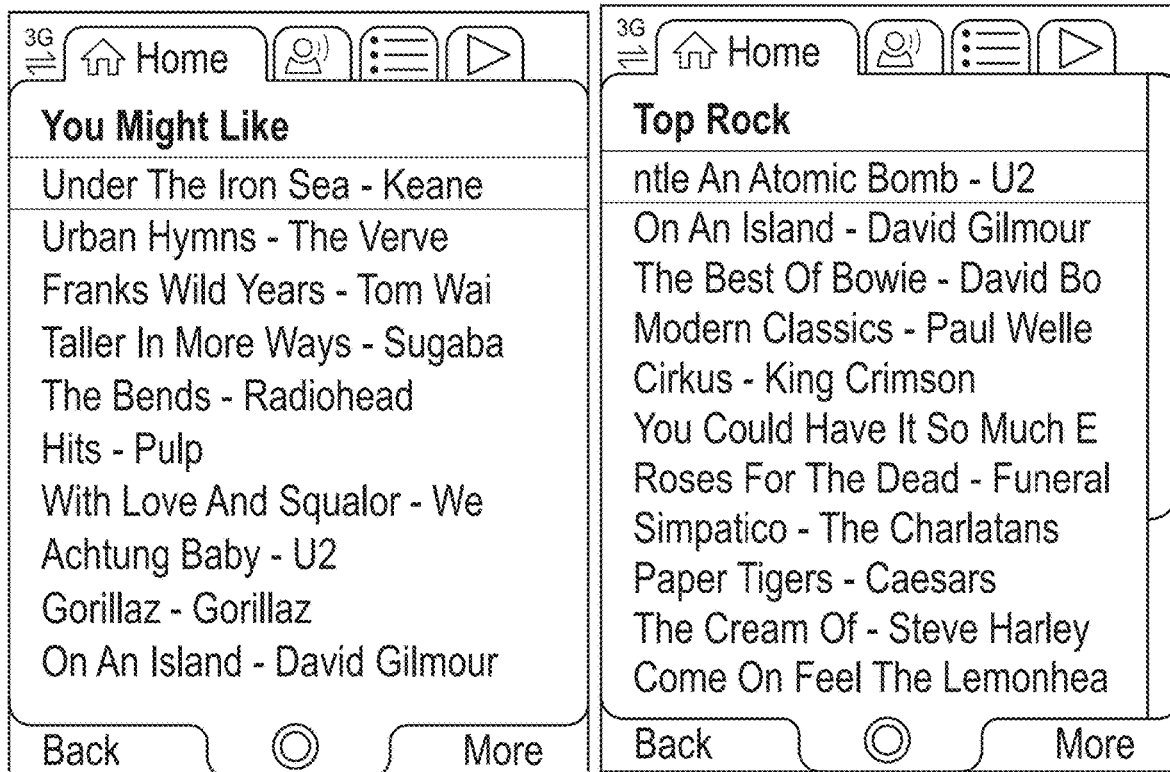 3G
Home
You Might Like
Under The Iron Sea - Keane
Urban Hymns - The Verve
Franks Wild Years - Tom Wai
Taller In More Ways - Sugaba
The Bends - Radiohead
Hits - Pulp
With Love And Squalor - We
Achtung Baby - U2
Gorillaz - Gorillaz
On An Island - David Gilmour
Back
More
3G
Home
Top Rock
ntle An Atomic Bomb - U2
On An Island - David Gilmour
The Best Of Bowie - David Bo
Modern Classics - Paul Welle
Cirkus - King Crimson
You Could Have It So Much E
Roses For The Dead - Funeral
Simpatico - The Charlatans
Paper Tigers - Caesars
The Cream Of - Steve Harley
Come On Feel The Lemonhea
Back
More